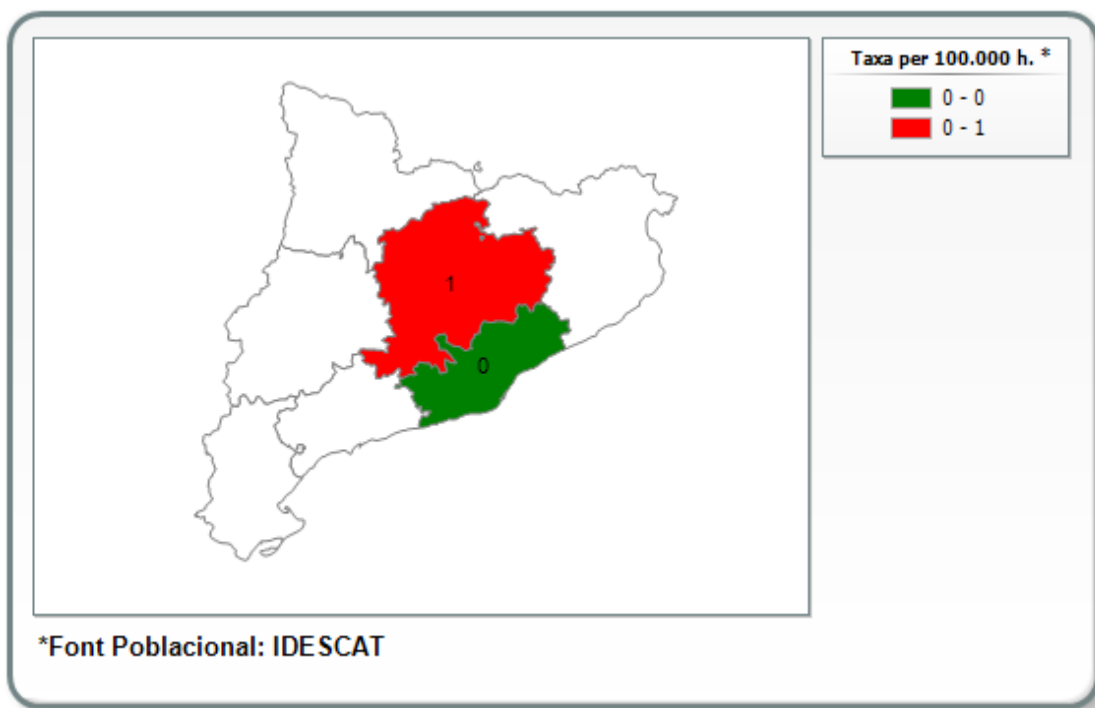 Taxa per 100.000 h. *
0 - 0
0 - 1
1
0
*Font Poblacional: IDESCAT